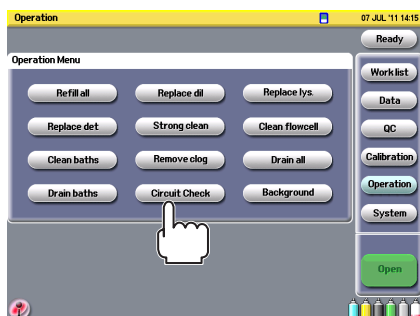 Operation
07 JUL '11 14:15
Ready
Operation Menu
Refill all
Replace dil
Replace lys.
Replace det
Strong clean
Clean flowcell
Clean baths
Remove clog
Drain all
Drain baths
Circuit Check
Background
Work list
Data
QC
Calibration
Operation
System
Open